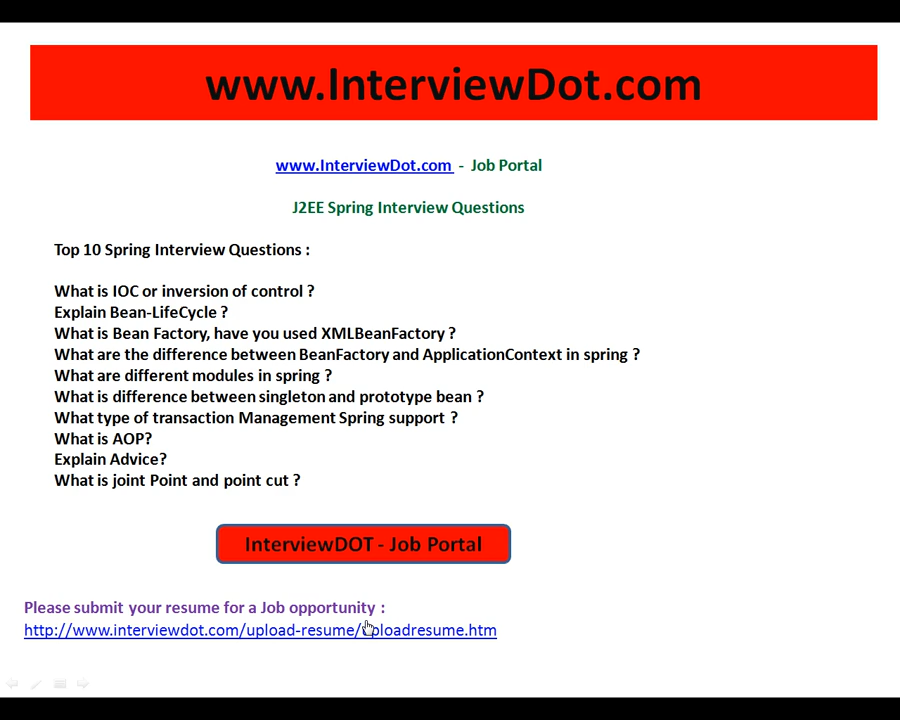 www.InterviewDot.com
www.InterviewDot.com - Job Portal
J2EE Spring Interview Questions
Top 10 Spring Interview Questions :
What is IOC or inversion of control ?
Explain Bean-LifeCycle ?
What is Bean Factory, have you used XMLBeanFactory ?
What are the difference between BeanFactory and ApplicationContext in spring ?
What are different modules in spring ?
What is difference between singleton and prototype bean ?
What type of transaction Management Spring support ?
What is AOP?
Explain Advice?
What is joint Point and point cut ?
InterviewDOT - Job Portal
Please submit your resume for a Job opportunity :
http://www.interviewdot.com/upload-resume/uploadresume.htm